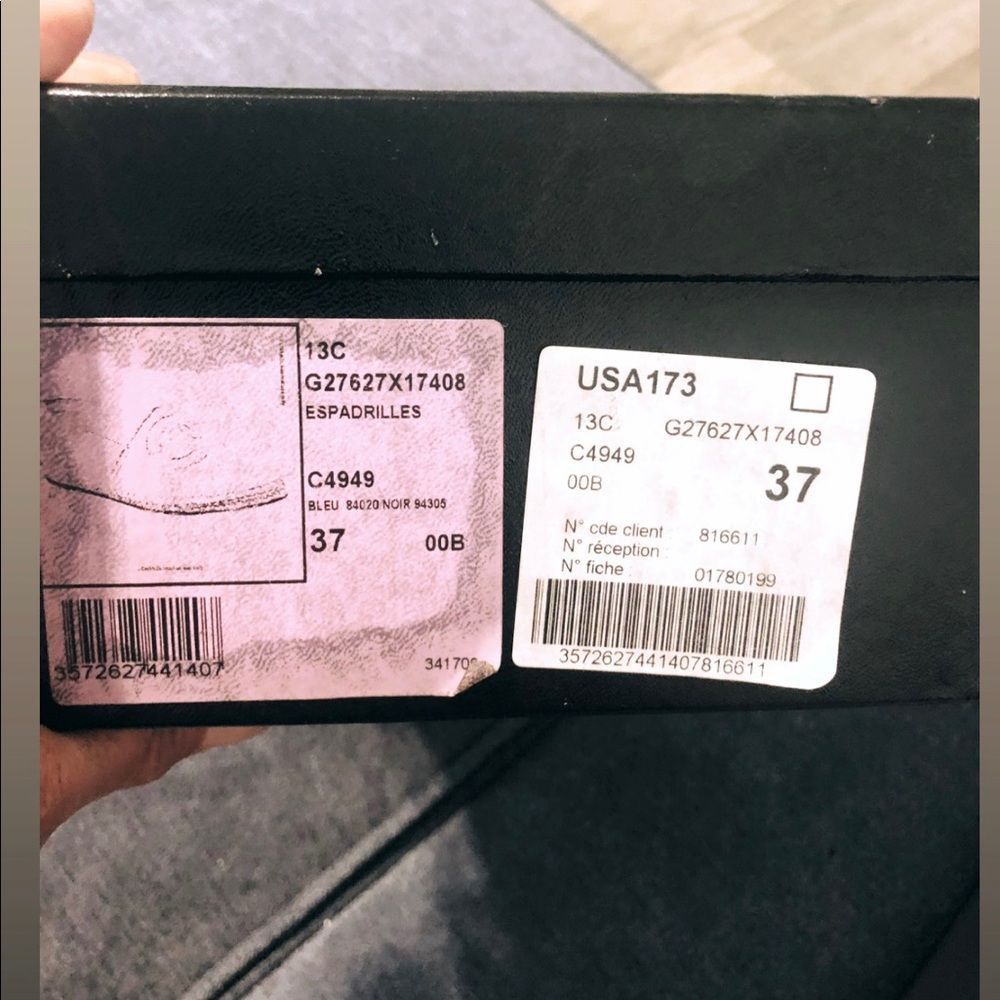 13C
G27627X17408
ESPADRILLES
C4949
BLEU 84020 NOIR 94305
37 00B
3572627441407
USA173
13C G27627X17408
C4949
37
00B
N° cde client : 816611
N° réception :
N° fiche : 01780199
3572627441407816611